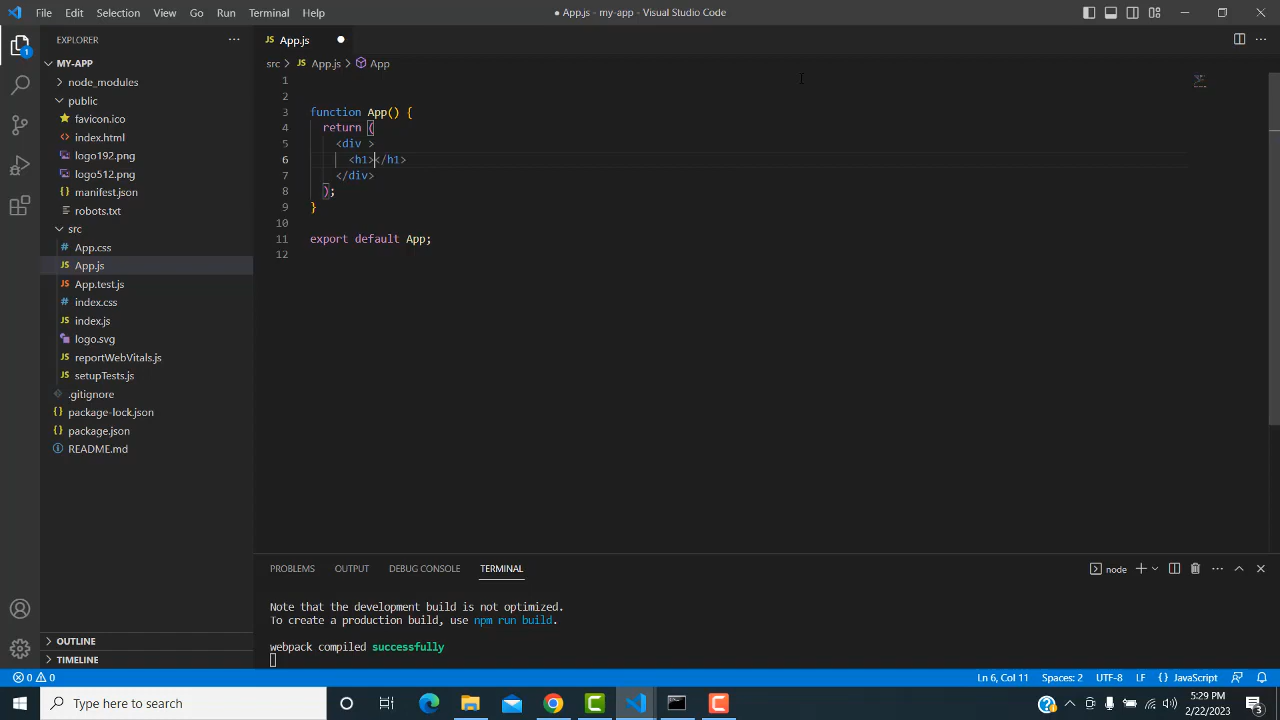 File Edit Selection View Go Run Terminal Help
● App.js - my-app - Visual Studio Code
EXPLORER
MY-APP
node_modules
public
favicon.ico
index.html
logo192.png
logo512.png
manifest.json
robots.txt
src
App.css
App.js
App.test.js
index.css
index.js
logo.svg
reportWebVitals.js
setupTests.js
.gitignore
package-lock.json
package.json
README.md
OUTLINE
TIMELINE
JS App.js ●
src > JS App.js > App
1
2
3 function App() {
4 return (
5 <div >
6 <h1></h1>
7 </div>
8 );
9 }
10
11 export default App;
12
PROBLEMS OUTPUT DEBUG CONSOLE TERMINAL
node
Note that the development build is not optimized.
To create a production build, use npm run build.
webpack compiled successfully
0 0
Ln 6, Col 11 Spaces: 2 UTF-8 LF {} JavaScript
Type here to search
5:29 PM
2/22/2023
3